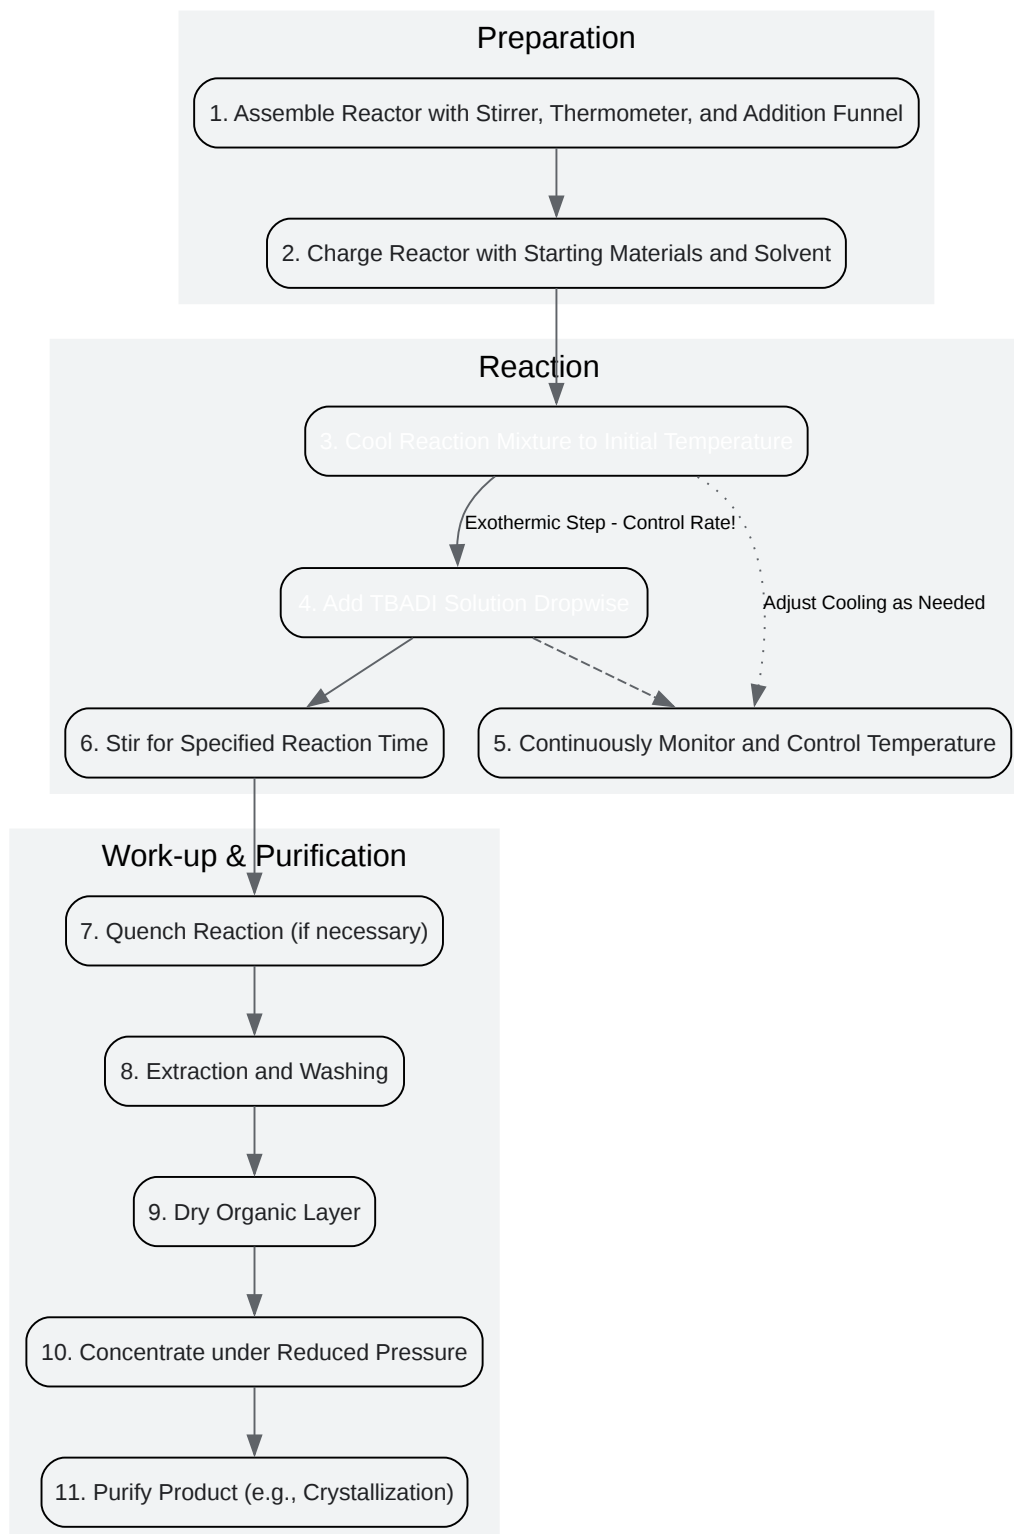 Preparation
1. Assemble Reactor with Stirrer, Thermometer, and Addition Funnel
2. Charge Reactor with Starting Materials and Solvent
Reaction
3. Cool Reaction Mixture to Initial Temperature
Exothermic Step - Control Rate!
4. Add TBADI Solution Dropwise
Adjust Cooling as Needed
6. Stir for Specified Reaction Time
5. Continuously Monitor and Control Temperature
Work-up & Purification
7. Quench Reaction (if necessary)
8. Extraction and Washing
9. Dry Organic Layer
10. Concentrate under Reduced Pressure
11. Purify Product (e.g., Crystallization)